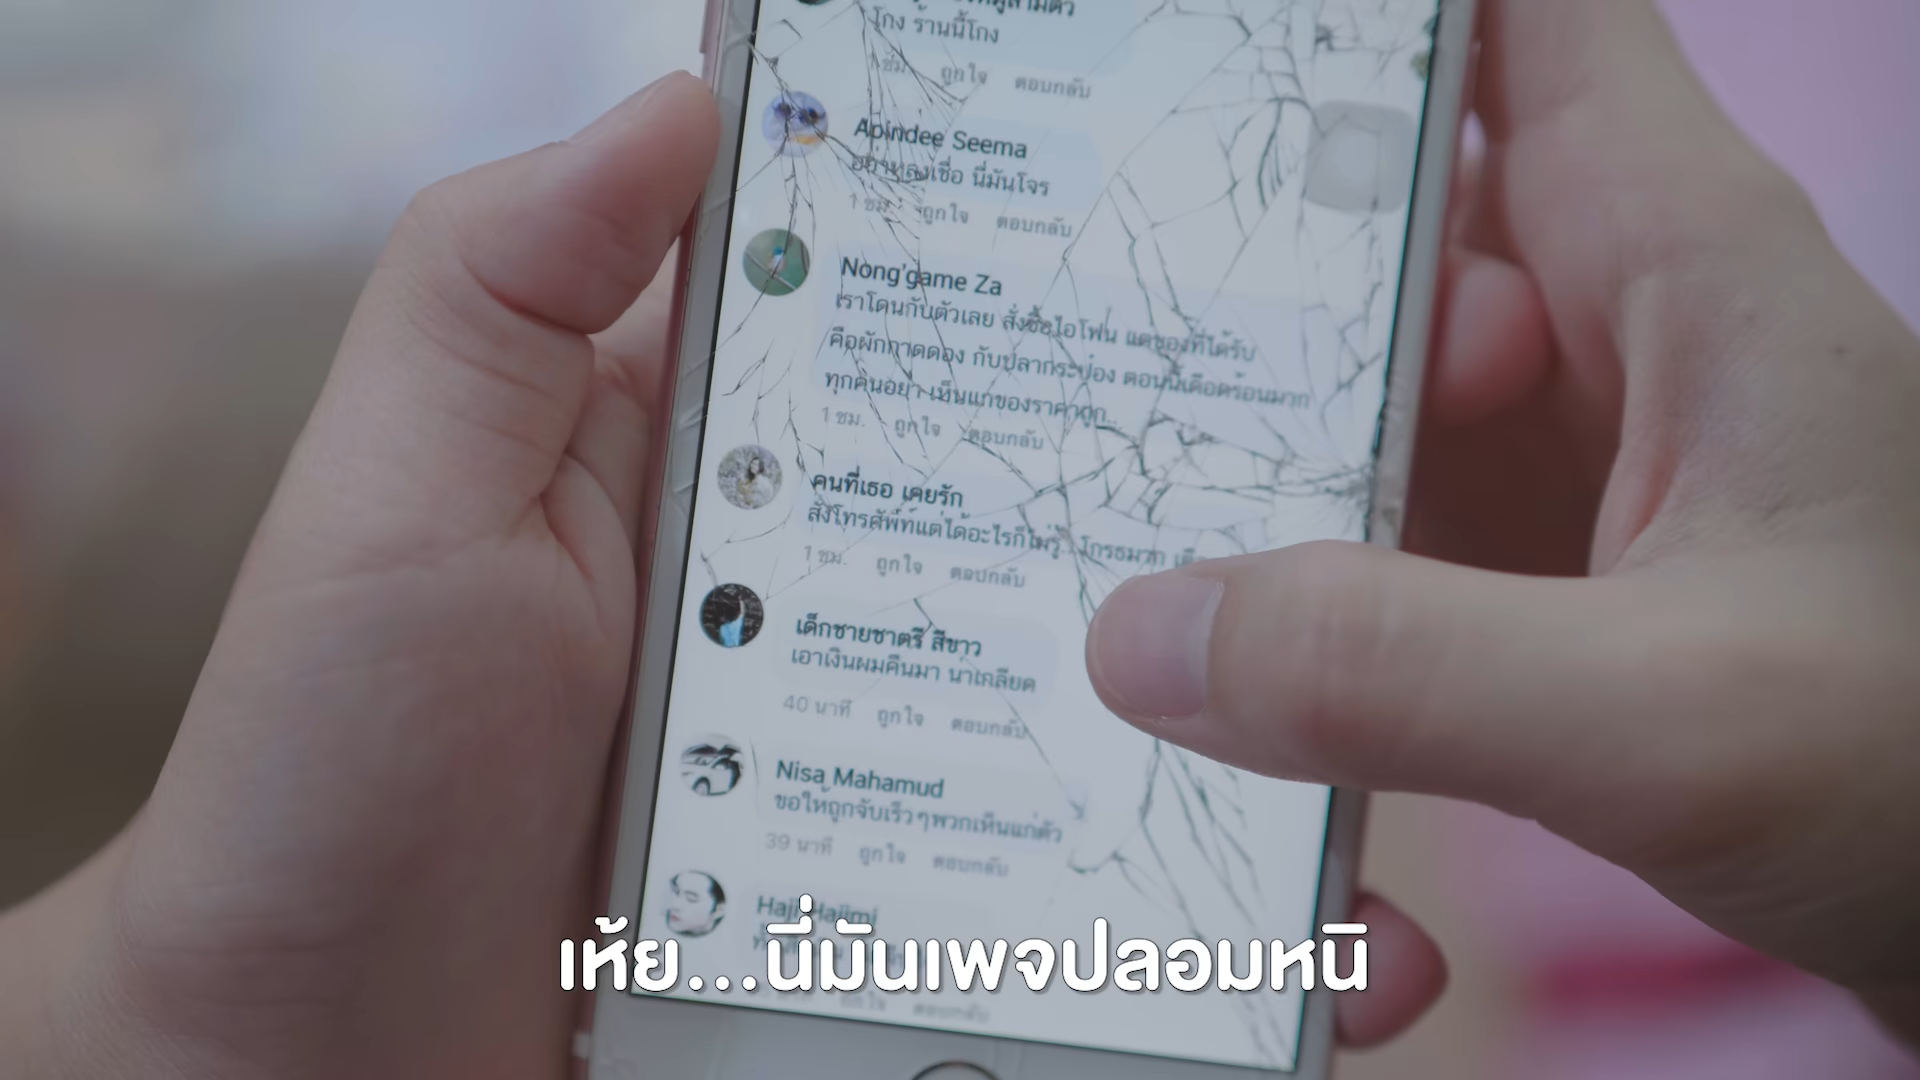 โกง ร้านนี้โกง
1 ชม. ถูกใจ ตอบกลับ
Apindee Seema
อย่าหลงเชื่อ นี่มันโจร
1 ชม. ถูกใจ ตอบกลับ
Nong'game Za
เราโดนกับตัวเลย สั่งซื้อไอโฟน แต่ของที่ได้รับ
คือผักกาดดอง กับปลากระป๋อง ตอนนี้เดือดร้อนมาก
ทุกคนอย่า เห็นแก่ของราคาถูก...
1 ชม. ถูกใจ ตอบกลับ
คนที่เธอ เคยรัก
สั่งโทรศัพท์แต่ได้อะไรก็ไม่รู้.. โกรธมาก
1 ชม. ถูกใจ ตอบกลับ
เด็กชายชาตรี สีขาว
เอาเงินผมคืนมา น่าเกลียด
40 นาที ถูกใจ ตอบกลับ
Nisa Mahamud
ขอให้ถูกจับเร็วๆพวกเห็นแก่ตัว
39 นาที ถูกใจ ตอบกลับ
Haji Hajimi
เห้ย...นี่มันเพจปลอมหนิ
ถูกใจ ตอบกลับ